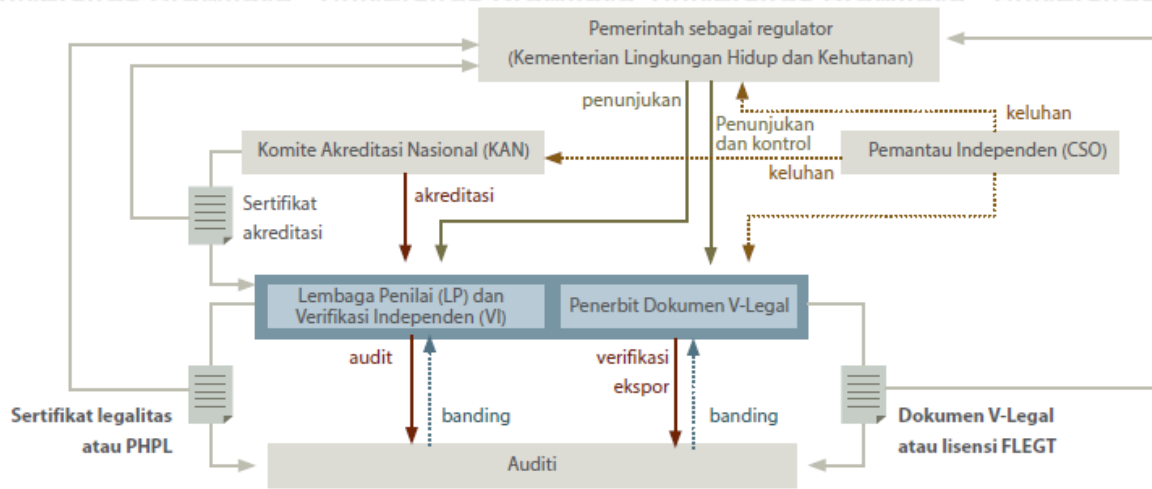 Pemerintah sebagai regulator
(Kementerian Lingkungan Hidup dan Kehutanan)
penunjukan
Penunjukan
dan kontrol
keluhan
Komite Akreditasi Nasional (KAN)
Pemantau Independen (CSO)
keluhan
akreditasi
Sertifikat
akreditasi
Lembaga Penilai (LP) dan
Verifikasi Independen (VI)
Penerbit Dokumen V-Legal
audit
verifikasi
ekspor
banding
banding
Sertifikat legalitas
atau PHPL
Dokumen V-Legal
atau lisensi FLEGT
Auditi